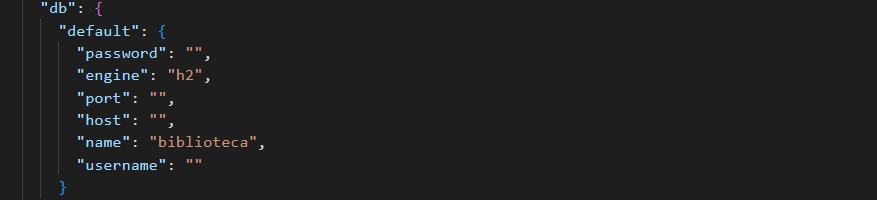 "db": {
"default": {
"password": "",
"engine": "h2",
"port": "",
"host": "",
"name": "biblioteca",
"username": ""
}